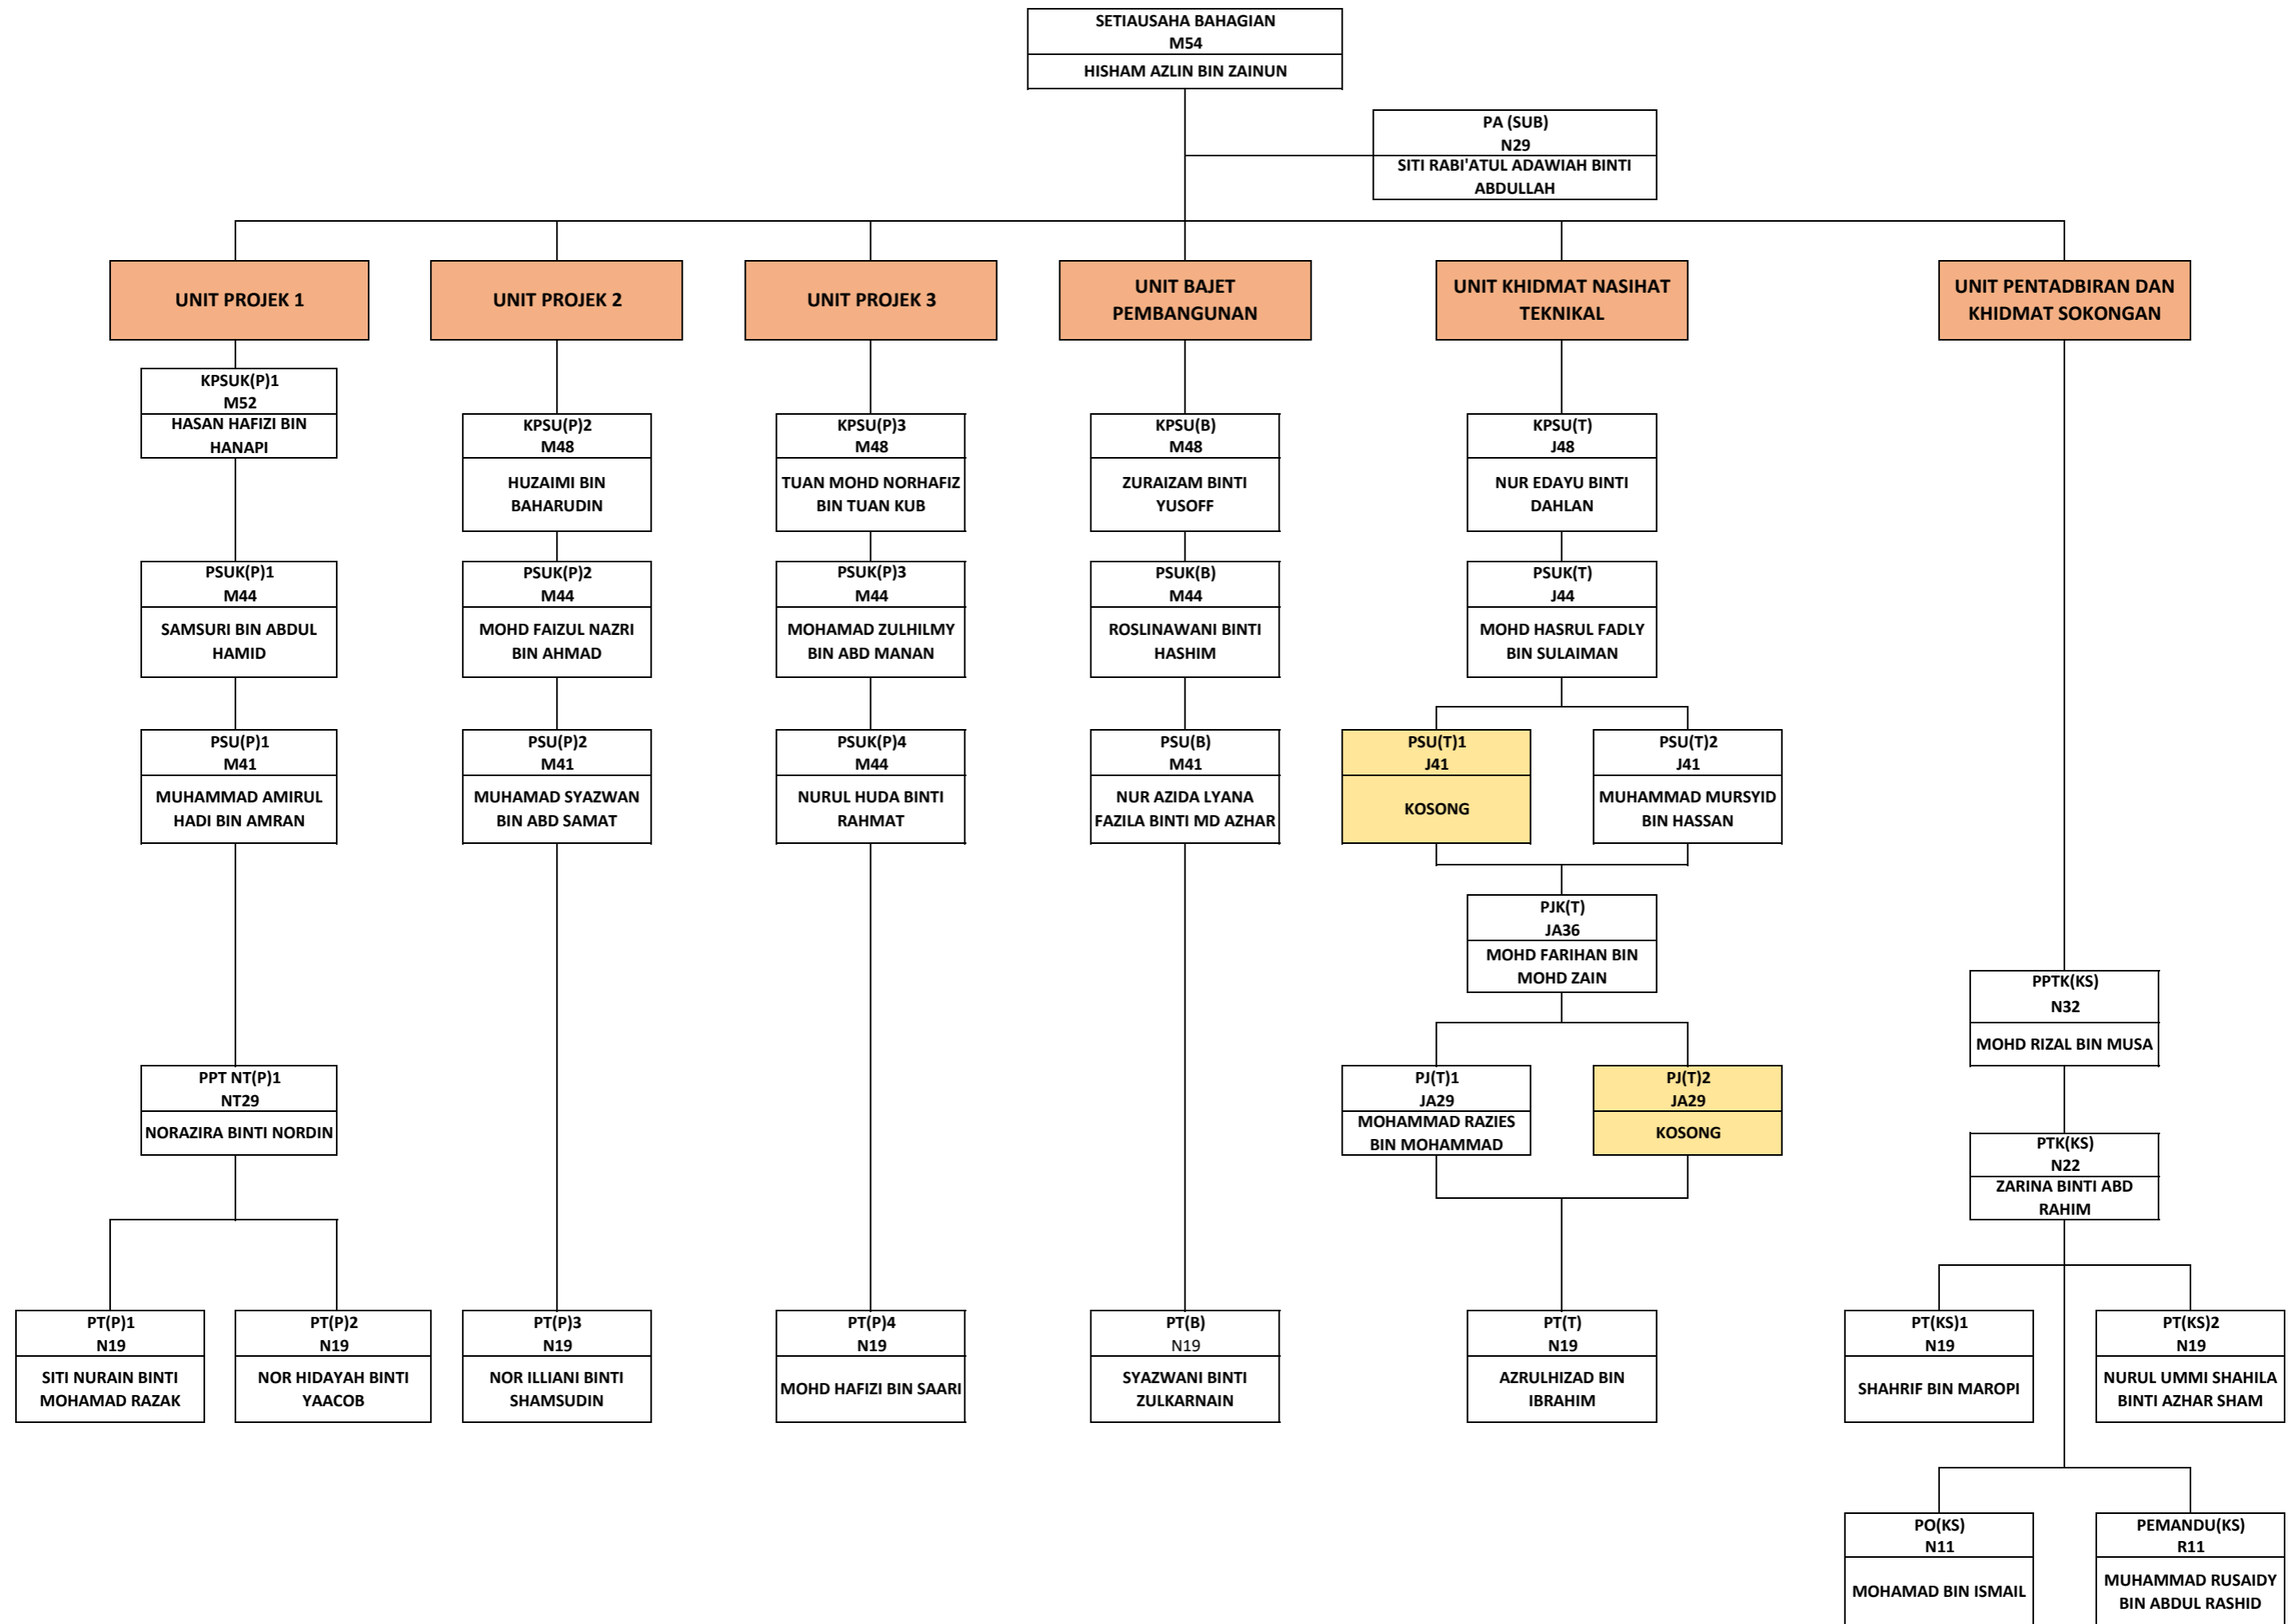 SETIAUSAHA BAHAGIAN
M54
HISHAM AZLIN BIN ZAINUN
PA (SUB)
N29
SITI RABI'ATUL ADAWIAH BINTI
ABDULLAH
UNIT PROJEK 1
KPSUK(P)1
M52
HASAN HAFIZI BIN
HANAPI
PSUK(P)1
M44
SAMSURI BIN ABDUL
HAMID
PSU(P)1
M41
MUHAMMAD AMIRUL
HADI BIN AMRAN
PPT NT(P)1
NT29
NORAZIRA BINTI NORDIN
PT(P)1
N19
SITI NURAIN BINTI
MOHAMAD RAZAK
PT(P)2
N19
NOR HIDAYAH BINTI
YAACOB
UNIT PROJEK 2
KPSU(P)2
M48
HUZAIMI BIN
BAHARUDIN
PSUK(P)2
M44
MOHD FAIZUL NAZRI
BIN AHMAD
PSU(P)2
M41
MUHAMAD SYAZWAN
BIN ABD SAMAT
PT(P)3
N19
NOR ILLIANI BINTI
SHAMSUDIN
UNIT PROJEK 3
KPSU(P)3
M48
TUAN MOHD NORHAFIZ
BIN TUAN KUB
PSUK(P)3
M44
MOHAMAD ZULHILMY
BIN ABD MANAN
PSUK(P)4
M44
NURUL HUDA BINTI
RAHMAT
PT(P)4
N19
MOHD HAFIZI BIN SAARI
UNIT BAJET
PEMBANGUNAN
KPSU(B)
M48
ZURAIZAM BINTI
YUSOFF
PSUK(B)
M44
ROSLINAWANI BINTI
HASHIM
PSU(B)
M41
NUR AZIDA LYANA
FAZILA BINTI MD AZHAR
PT(B)
N19
SYAZWANI BINTI
ZULKARNAIN
UNIT KHIDMAT NASIHAT
TEKNIKAL
KPSU(T)
J48
NUR EDAYU BINTI
DAHLAN
PSUK(T)
J44
MOHD HASRUL FADLY
BIN SULAIMAN
PSU(T)1
J41
KOSONG
PSU(T)2
J41
MUHAMMAD MURSYID
BIN HASSAN
PJK(T)
JA36
MOHD FARIHAN BIN
MOHD ZAIN
PJ(T)1
JA29
MOHAMMAD RAZIES
BIN MOHAMMAD
PJ(T)2
JA29
KOSONG
PT(T)
N19
AZRULHIZAD BIN
IBRAHIM
UNIT PENTADBIRAN DAN
KHIDMAT SOKONGAN
PPTK(KS)
N32
MOHD RIZAL BIN MUSA
PTK(KS)
N22
ZARINA BINTI ABD
RAHIM
PT(KS)1
N19
SHAHRIF BIN MAROPI
PT(KS)2
N19
NURUL UMMI SHAHILA
BINTI AZHAR SHAM
PO(KS)
N11
MOHAMAD BIN ISMAIL
PEMANDU(KS)
R11
MUHAMMAD RUSAIDY
BIN ABDUL RASHID